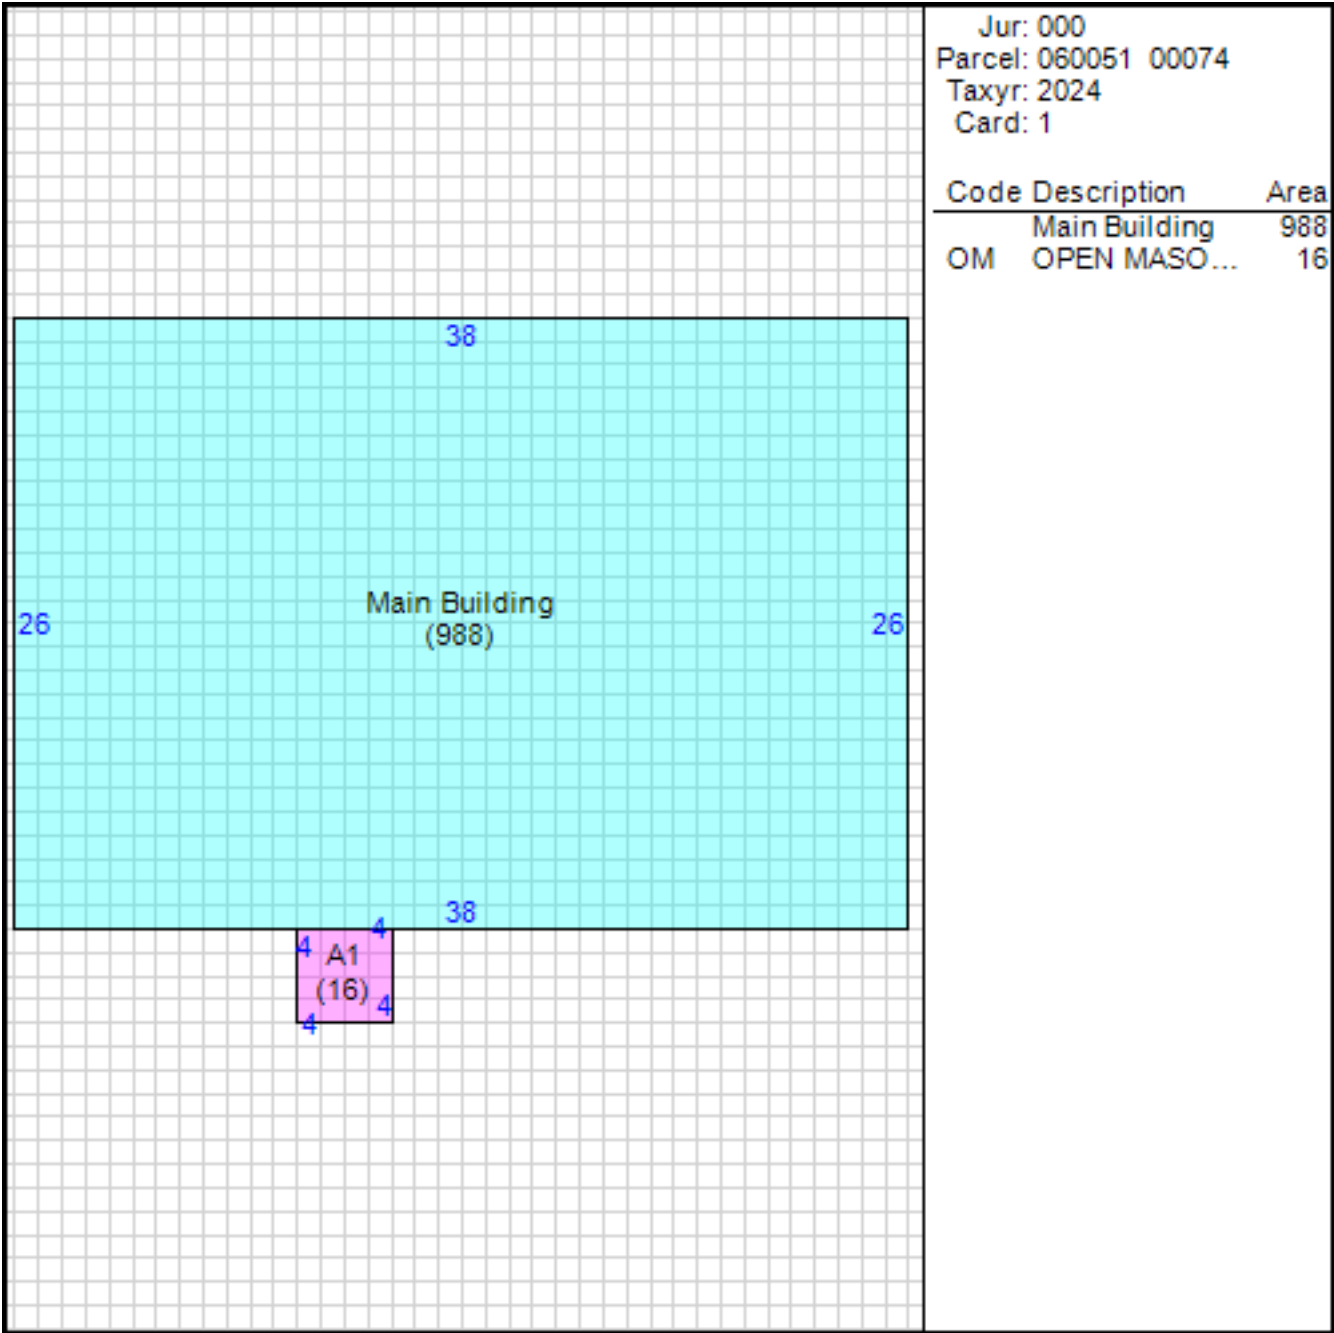 Jur: 000
Parcel: 060051 00074
Taxyr: 2024
Card: 1
Code Description Area
Main Building 988
OM OPEN MASO... 16
38
Main Building
(988)
26
26
38
4
4
A1
(16)
4
4